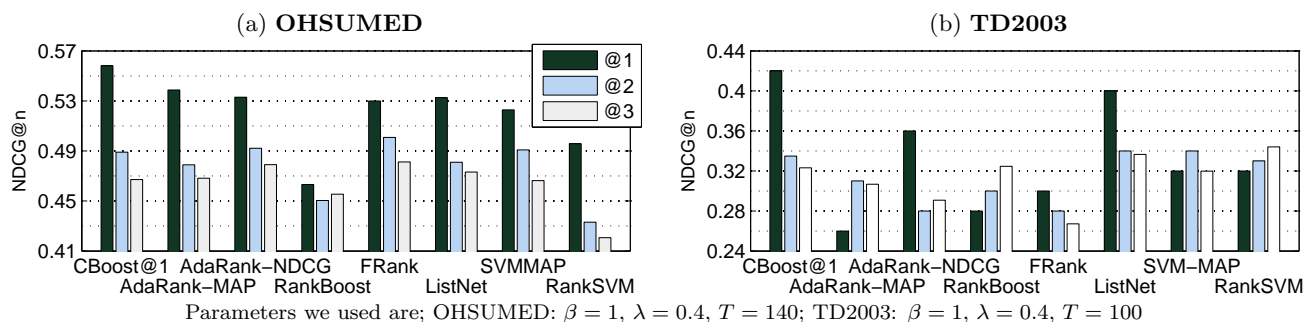 (a) OHSUMED
NDCG@n
0.57
0.53
0.49
0.45
0.41
@1
@2
@3
CBoost@1 AdaRank−NDCG FRank SVMMAP
AdaRank−MAP RankBoost ListNet RankSVM
(b) TD2003
NDCG@n
0.44
0.4
0.36
0.32
0.28
0.24
CBoost@1 AdaRank−NDCG FRank SVM−MAP
AdaRank−MAP RankBoost ListNet RankSVM
Parameters we used are; OHSUMED: β = 1, λ = 0.4, T = 140; TD2003: β = 1, λ = 0.4, T = 100